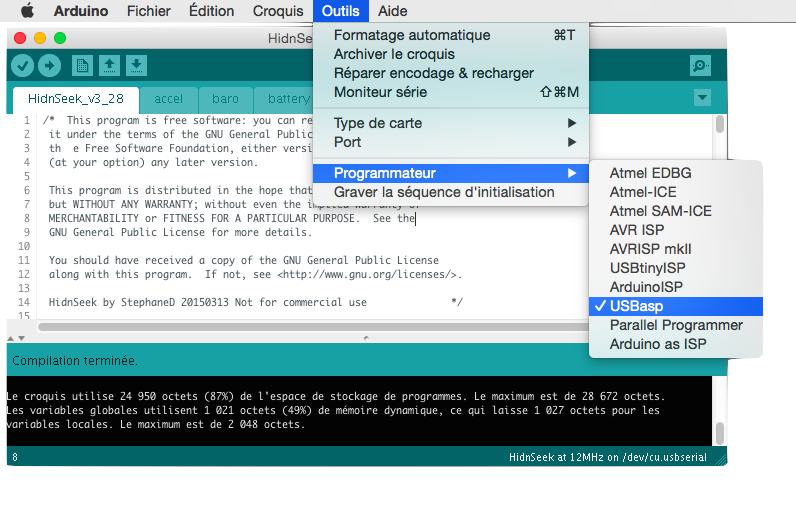 Arduino Fichier Édition Croquis Outils Aide
HidnSe
Formatage automatique ⌘T
Archiver le croquis
Réparer encodage & recharger
Moniteur série ⇧⌘M
Type de carte
Port
Programmateur
Graver la séquence d'initialisation
Atmel EDBG
Atmel-ICE
Atmel SAM-ICE
AVR ISP
AVRISP mkII
USBtinyISP
ArduinoISP
✓ USBasp
Parallel Programmer
Arduino as ISP
HidnSeek_v3_28 accel baro battery
1 /* This program is free software: you can re
2 it under the terms of the GNU General Public
3 th e Free Software Foundation, either versi
4 (at your option) any later version.
5
6 This program is distributed in the hope that
7 but WITHOUT ANY WARRANTY; without even the implied warranty of
8 MERCHANTABILITY or FITNESS FOR A PARTICULAR PURPOSE. See the
9 GNU General Public License for more details.
10
11 You should have received a copy of the GNU General Public License
12 along with this program. If not, see <http://www.gnu.org/licenses/>.
13
14 HidnSeek by StephaneD 20150313 Not for commercial use */
15
Compilation terminée.
Le croquis utilise 24 950 octets (87%) de l'espace de stockage de programmes. Le maximum est de 28 672 octets.
Les variables globales utilisent 1 021 octets (49%) de mémoire dynamique, ce qui laisse 1 027 octets pour les
variables locales. Le maximum est de 2 048 octets.
8 HidnSeek at 12MHz on /dev/cu.usbserial